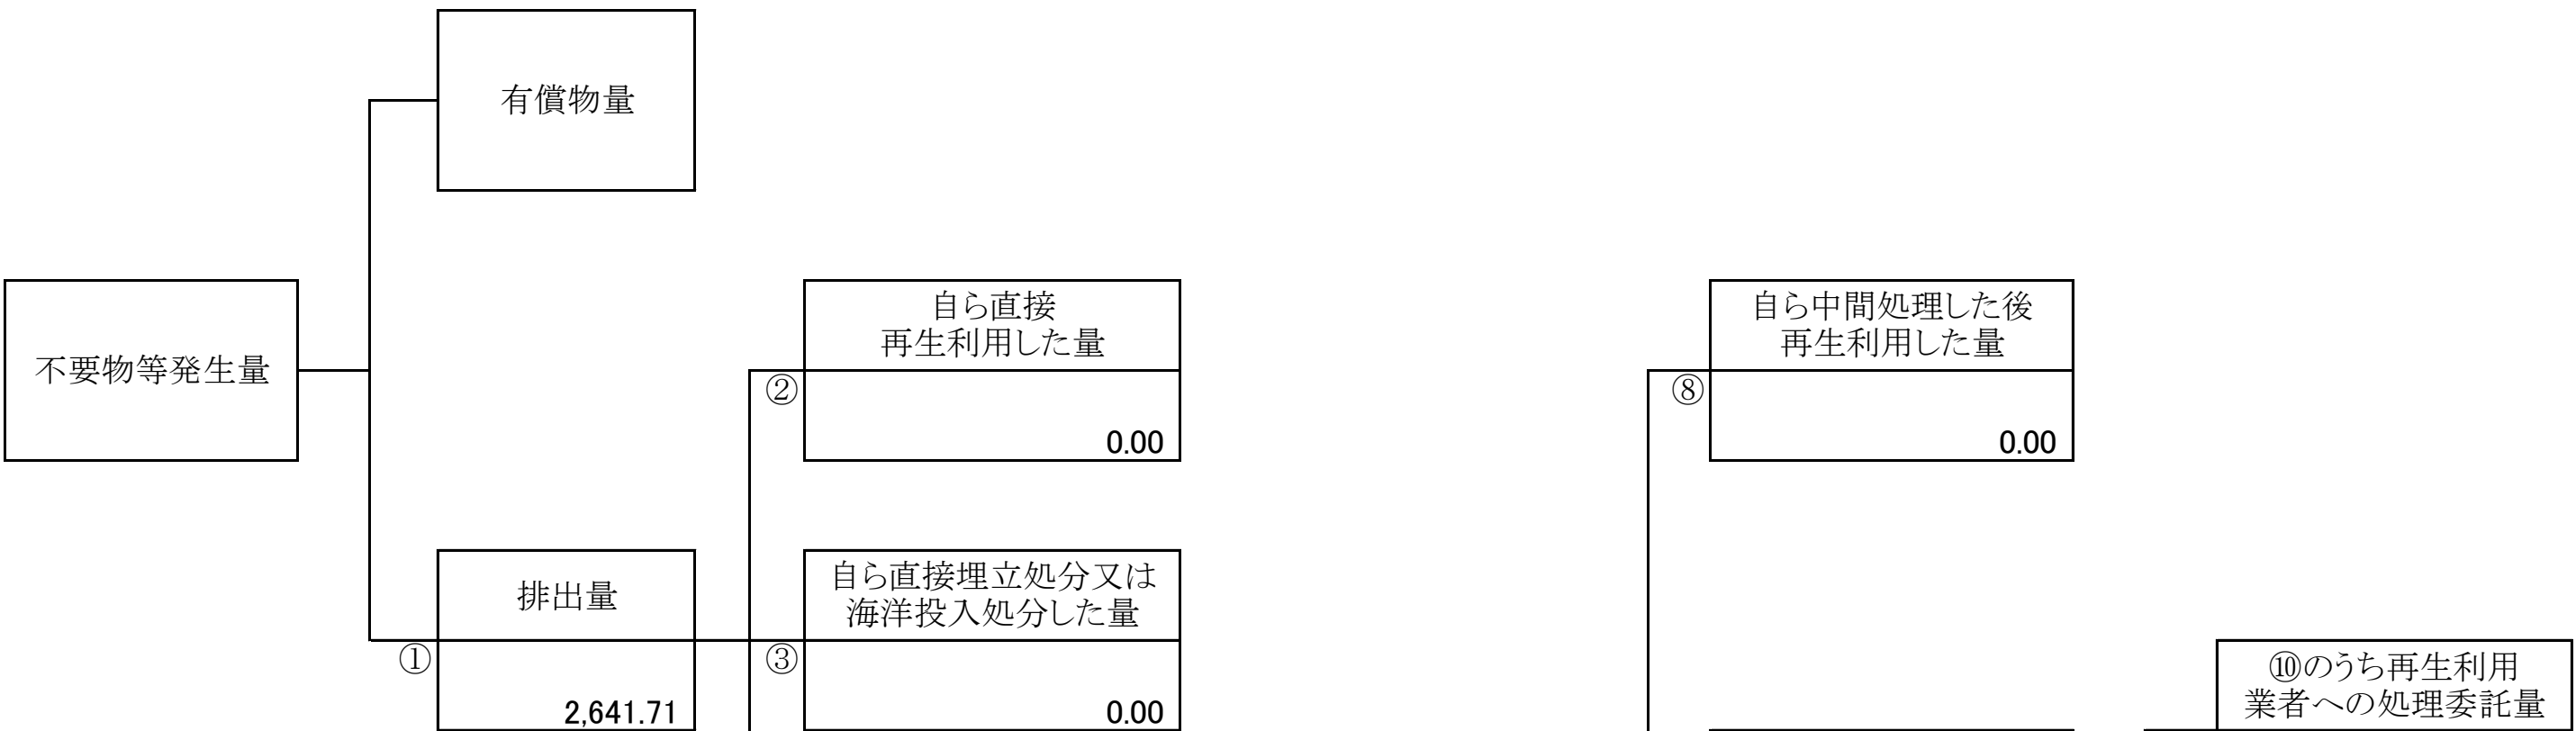 有償物量
不要物等発生量
自ら直接
再生利用した量
②
0.00
自ら中間処理した後
再生利用した量
⑧
0.00
排出量
①
2,641.71
自ら直接埋立処分又は
海洋投入処分した量
③
0.00
⑩のうち再生利用
業者への処理委託量